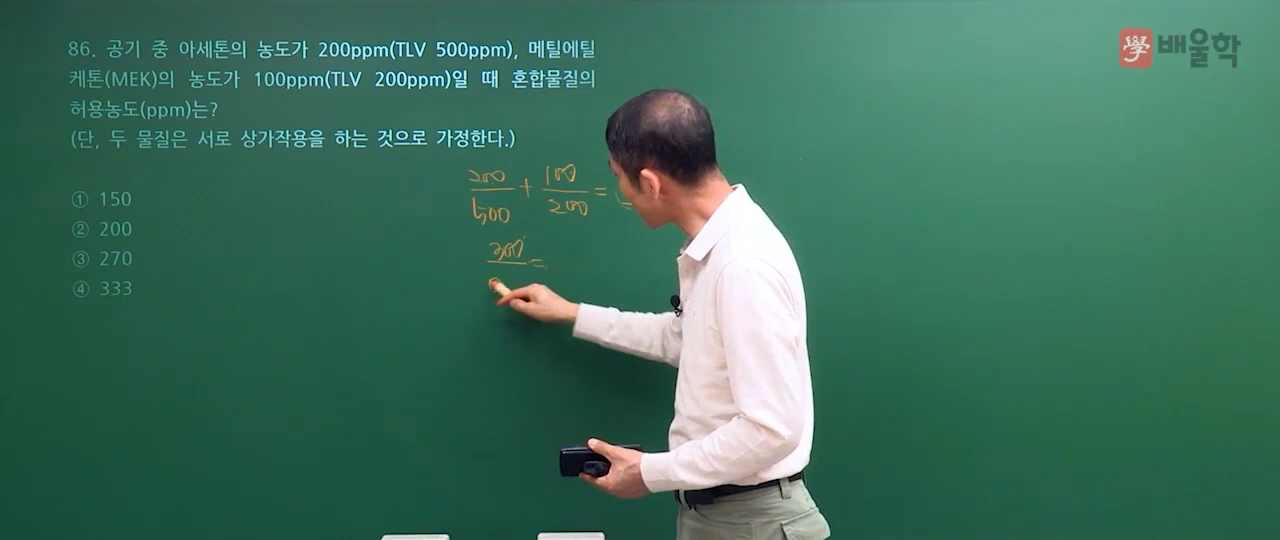 86. 공기 중 아세톤의 농도가 200ppm(TLV 500ppm), 메틸에틸
케톤(MEK)의 농도가 100ppm(TLV 200ppm)일 때 혼합물질의
허용농도(ppm)는?
(단, 두 물질은 서로 상가작용을 하는 것으로 가정한다.)
① 150
② 200
③ 270
④ 333
200/500 + 100/200 =
300/ =
學 배울학